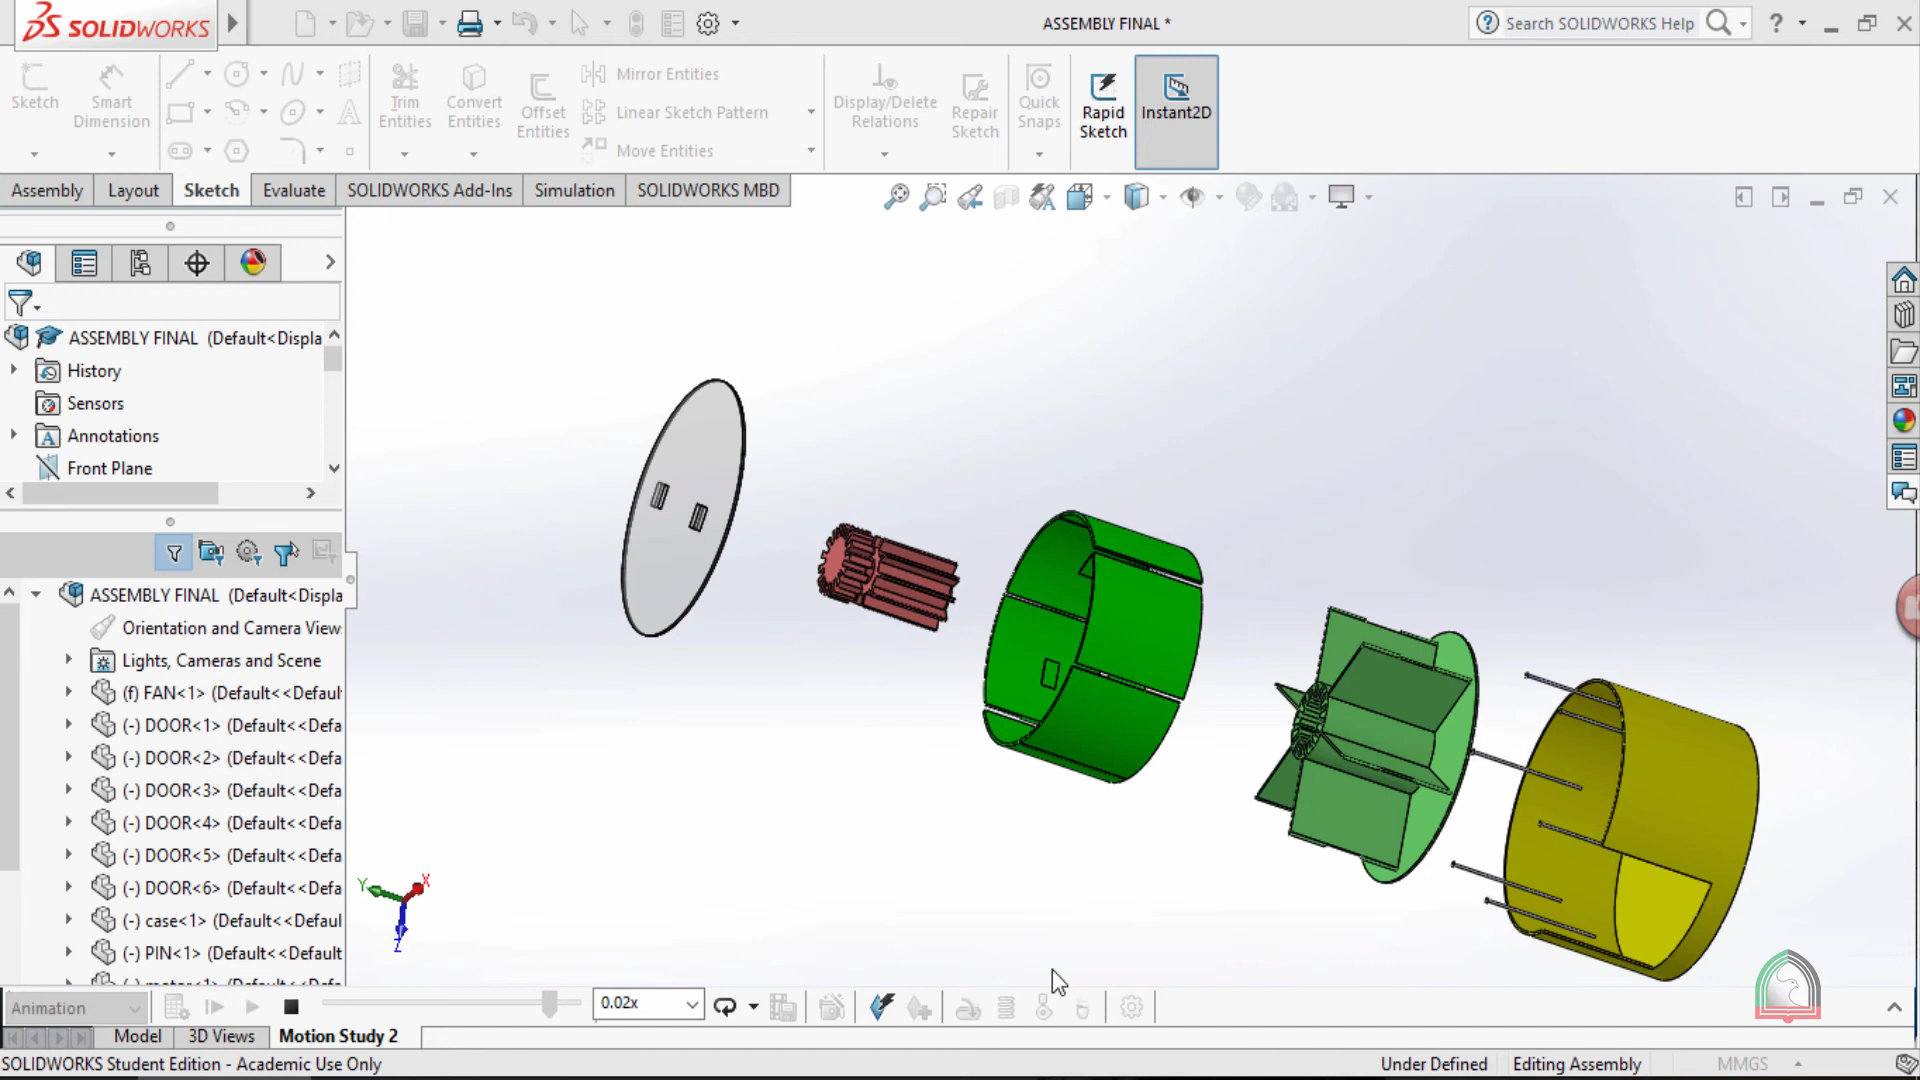 SOLIDWORKS
ASSEMBLY FINAL *
Search SOLIDWORKS Help
?
Sketch
Smart
Dimension
Trim
Entities
Convert
Entities
Offset
Entities
Mirror Entities
Linear Sketch Pattern
Move Entities
Display/Delete
Relations
Repair
Sketch
Quick
Snaps
Rapid
Sketch
Instant2D
Assembly
Layout
Sketch
Evaluate
SOLIDWORKS Add-Ins
Simulation
SOLIDWORKS MBD
ASSEMBLY FINAL (Default<Displa
History
Sensors
Annotations
Front Plane
ASSEMBLY FINAL (Default<Displa
Orientation and Camera View
Lights, Cameras and Scene
(f) FAN<1> (Default<<Default
(-) DOOR<1> (Default<<Defa
(-) DOOR<2> (Default<<Defa
(-) DOOR<3> (Default<<Defa
(-) DOOR<4> (Default<<Defa
(-) DOOR<5> (Default<<Defa
(-) DOOR<6> (Default<<Defa
(-) case<1> (Default<<Defaul
(-) PIN<1> (Default<<Default
Y
X
Z
Animation
0.02x
Model
3D Views
Motion Study 2
SOLIDWORKS Student Edition - Academic Use Only
Under Defined
Editing Assembly
MMGS